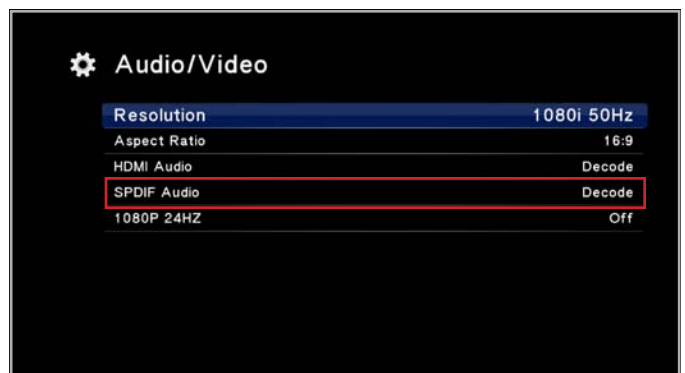 Audio/Video
Resolution 1080i 50Hz
Aspect Ratio 16:9
HDMI Audio Decode
SPDIF Audio Decode
1080P 24HZ Off